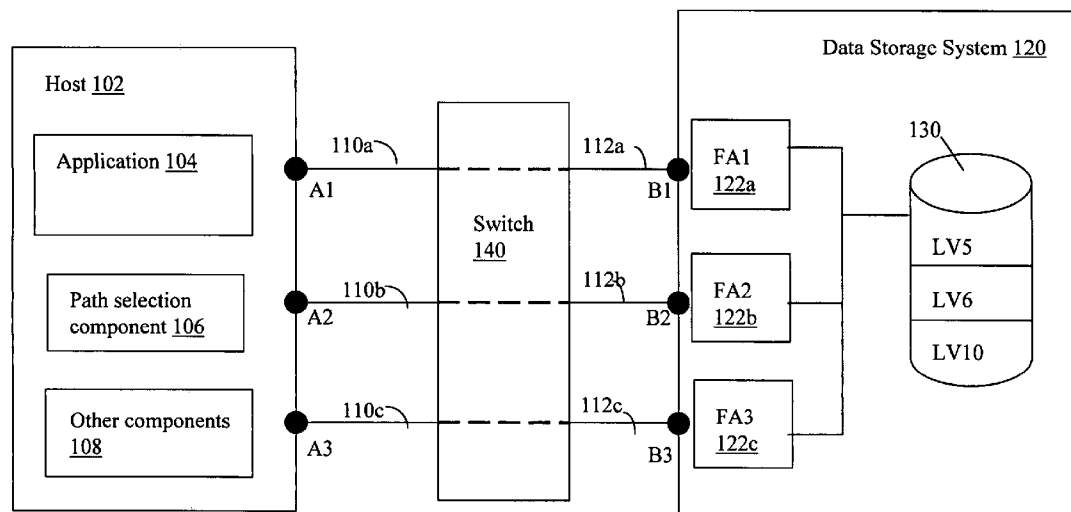 Data Storage System 120
Host 102
Application 104
110a
112a
130
A1
B1
FA1
122a
Switch
140
LV5
Path selection
component 106
110b
112b
A2
B2
FA2
122b
LV6
LV10
Other components
108
110c
112c
A3
B3
FA3
122c